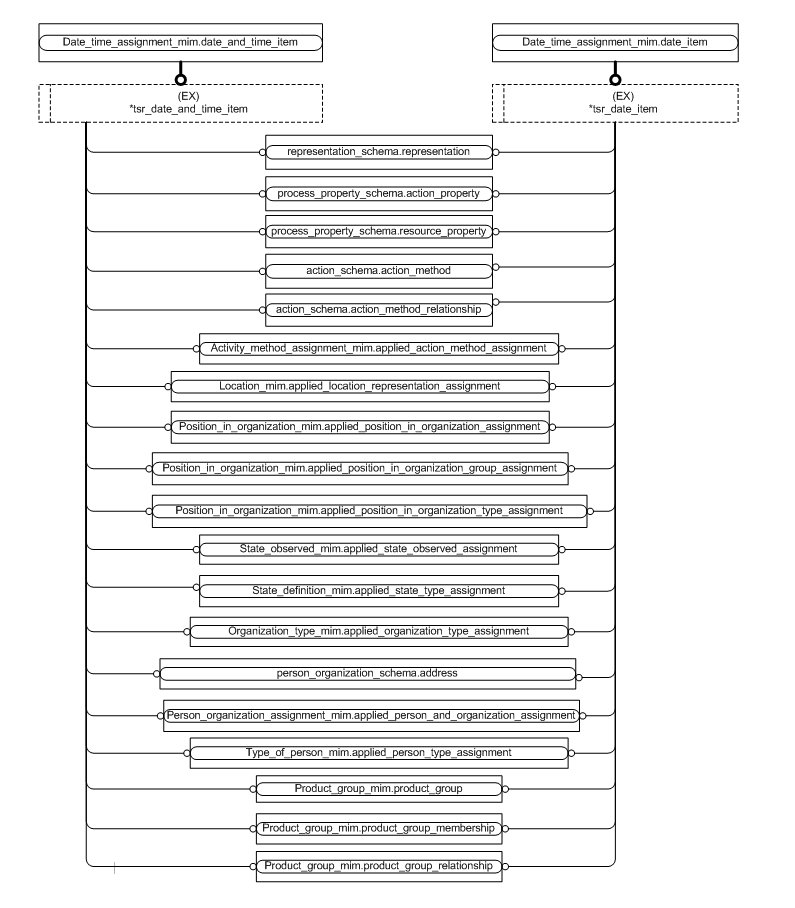 Date_time_assignment_mim.date_and_time_item
Date_time_assignment_mim.date_item
(EX)
*tsr_date_and_time_item
(EX)
*tsr_date_item
representation_schema.representation
process_property_schema.action_property
process_property_schema.resource_property
action_schema.action_method
action_schema.action_method_relationship
Activity_method_assignment_mim.applied_action_method_assignment
Location_mim.applied_location_representation_assignment
Position_in_organization_mim.applied_position_in_organization_assignment
Position_in_organization_mim.applied_position_in_organization_group_assignment
Position_in_organization_mim.applied_position_in_organization_type_assignment
State_observed_mim.applied_state_observed_assignment
State_definition_mim.applied_state_type_assignment
Organization_type_mim.applied_organization_type_assignment
person_organization_schema.address
Person_organization_assignment_mim.applied_person_and_organization_assignment
Type_of_person_mim.applied_person_type_assignment
Product_group_mim.product_group
Product_group_mim.product_group_membership
Product_group_mim.product_group_relationship